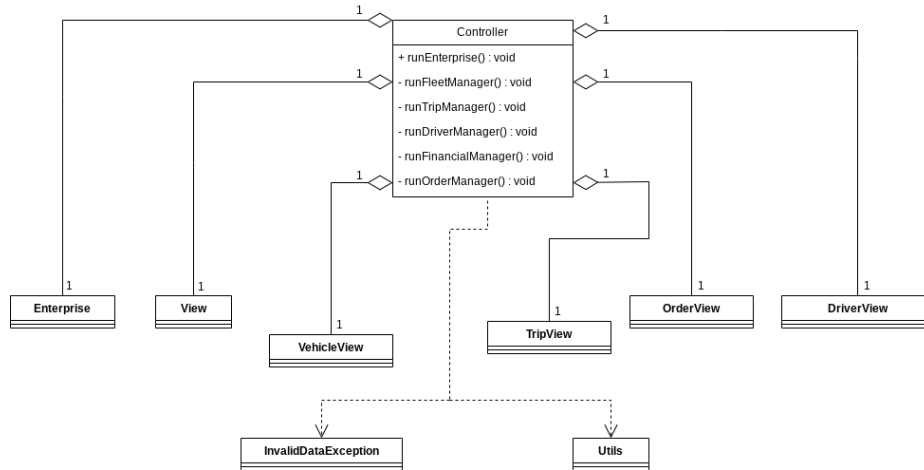 1
1
Controller
+ runEnterprise() : void
- runFleetManager() : void
- runTripManager() : void
- runDriverManager() : void
- runFinancialManager() : void
- runOrderManager() : void
1
1
1
1
1
1
1
1
1
1
Enterprise
View
VehicleView
TripView
OrderView
DriverView
InvalidDataException
Utils